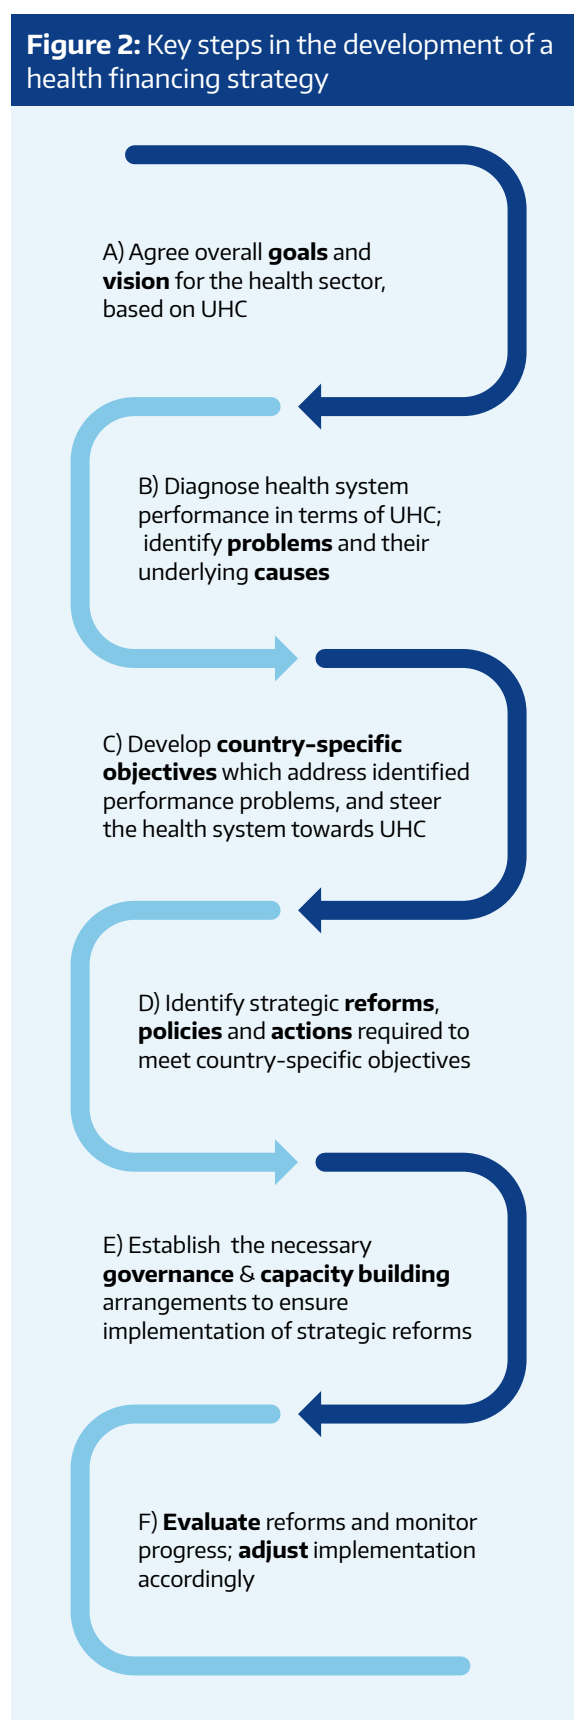 Figure 2: Key steps in the development of a
health financing strategy
A) Agree overall goals and
vision for the health sector,
based on UHC
B) Diagnose health system
performance in terms of UHC;
identify problems and their
underlying causes
C) Develop country-specific
objectives which address identified
performance problems, and steer
the health system towards UHC
D) Identify strategic reforms,
policies and actions required to
meet country-specific objectives
E) Establish the necessary
governance & capacity building
arrangements to ensure
implementation of strategic reforms
F) Evaluate reforms and monitor
progress; adjust implementation
accordingly